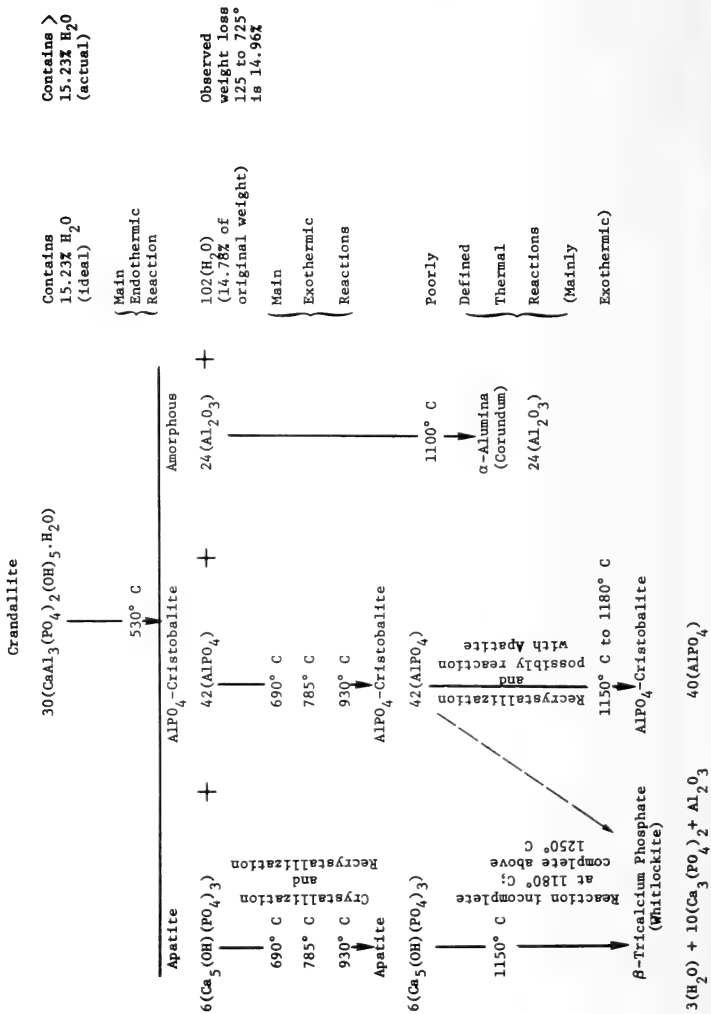 Crandallite
30(CaAl3(PO4)2(OH)5.H2O)
Contains
15.23% H2O
(ideal)
Contains >
15.23% H2O
(actual)
530° C
Main
Endothermic
Reaction
Apatite
AlPO4-Cristobalite
Amorphous
6(Ca5(OH)(PO4)3)
+
42(AlPO4)
+
24(Al2O3)
+
102(H2O)
(14.78% of
original weight)
Observed
weight loss
125 to 725°
is 14.96%
690° C
785° C
930° C
Crystallization
and
Recrystallization
690° C
785° C
930° C
Main
Exothermic
Reactions
Apatite
AlPO4-Cristobalite
6(Ca5(OH)(PO4)3)
42(AlPO4)
1150° C
Reaction incomplete
at 1180° C;
complete above
1250° C
Recrystallization
and
possibly reaction
with Apatite
1150° C to 1180° C
1100° C
α-Alumina
(Corundum)
24(Al2O3)
Poorly
Defined
Thermal
Reactions
(Mainly
Exothermic)
β-Tricalcium Phosphate
(Whitlockite)
AlPO4-Cristobalite
3(H2O) + 10(Ca3(PO4)2 + Al2O3
40(AlPO4)